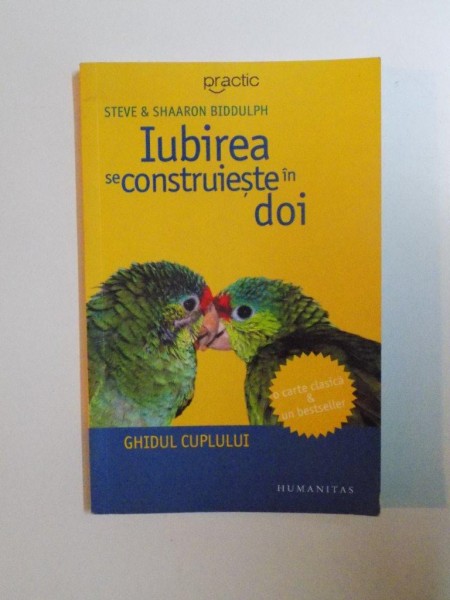 practic
STEVE & SHAARON BIDDULPH
Iubirea
se construiește în
doi
o carte clasică
&
un bestseller
GHIDUL CUPLULUI
HUMANITAS